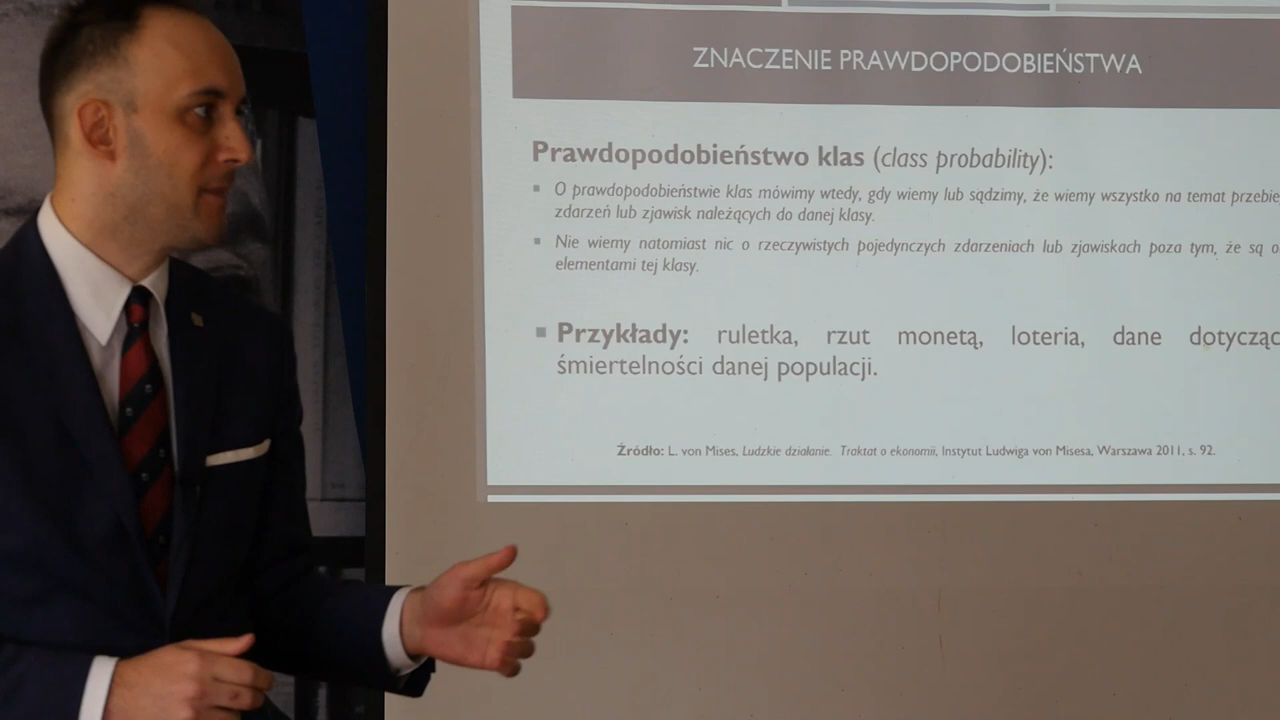 ZNACZENIE PRAWDOPODOBIEŃSTWA
Prawdopodobieństwo klas (class probability):
▪ O prawdopodobieństwie klas mówimy wtedy, gdy wiemy lub sądzimy, że wiemy wszystko na temat
zdarzeń lub zjawisk należących do danej klasy.
▪ Nie wiemy natomiast nic o rzeczywistych pojedynczych zdarzeniach lub zjawiskach poza tym, że są
elementami tej klasy.
▪ Przykłady: ruletka, rzut monetą, loteria, dane
śmiertelności danej populacji.
Źródło: L. von Mises, Ludzkie działanie. Traktat o ekonomii, Instytut Ludwiga von Misesa, Warszawa 2011, s. 92.